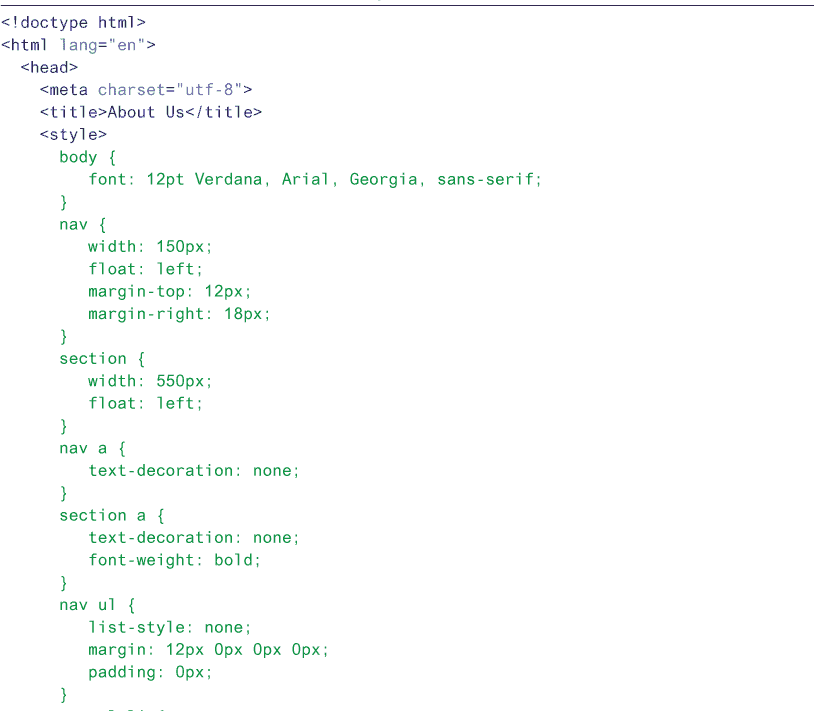 <!doctype html>
<html lang="en">
  <head>
    <meta charset="utf-8">
    <title>About Us</title>
    <style>
      body {
         font: 12pt Verdana, Arial, Georgia, sans-serif;
      }
      nav {
         width: 150px;
         float: left;
         margin-top: 12px;
         margin-right: 18px;
      }
      section {
         width: 550px;
         float: left;
      }
      nav a {
         text-decoration: none;
      }
      section a {
         text-decoration: none;
         font-weight: bold;
      }
      nav ul {
         list-style: none;
         margin: 12px 0px 0px 0px;
         padding: 0px;
      }